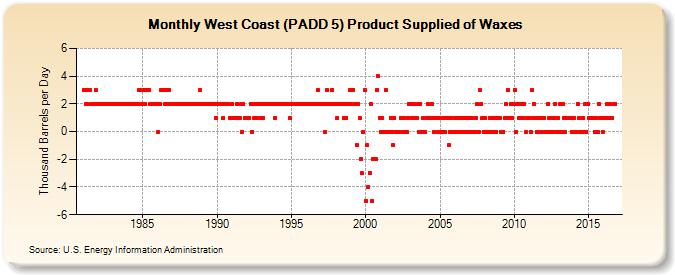 Monthly West Coast (PADD 5) Product Supplied of Waxes
Thousand Barrels per Day
6
4
2
0
-2
-4
-6
1985 1990 1995 2000 2005 2010 2015
Source: U.S. Energy Information Administration